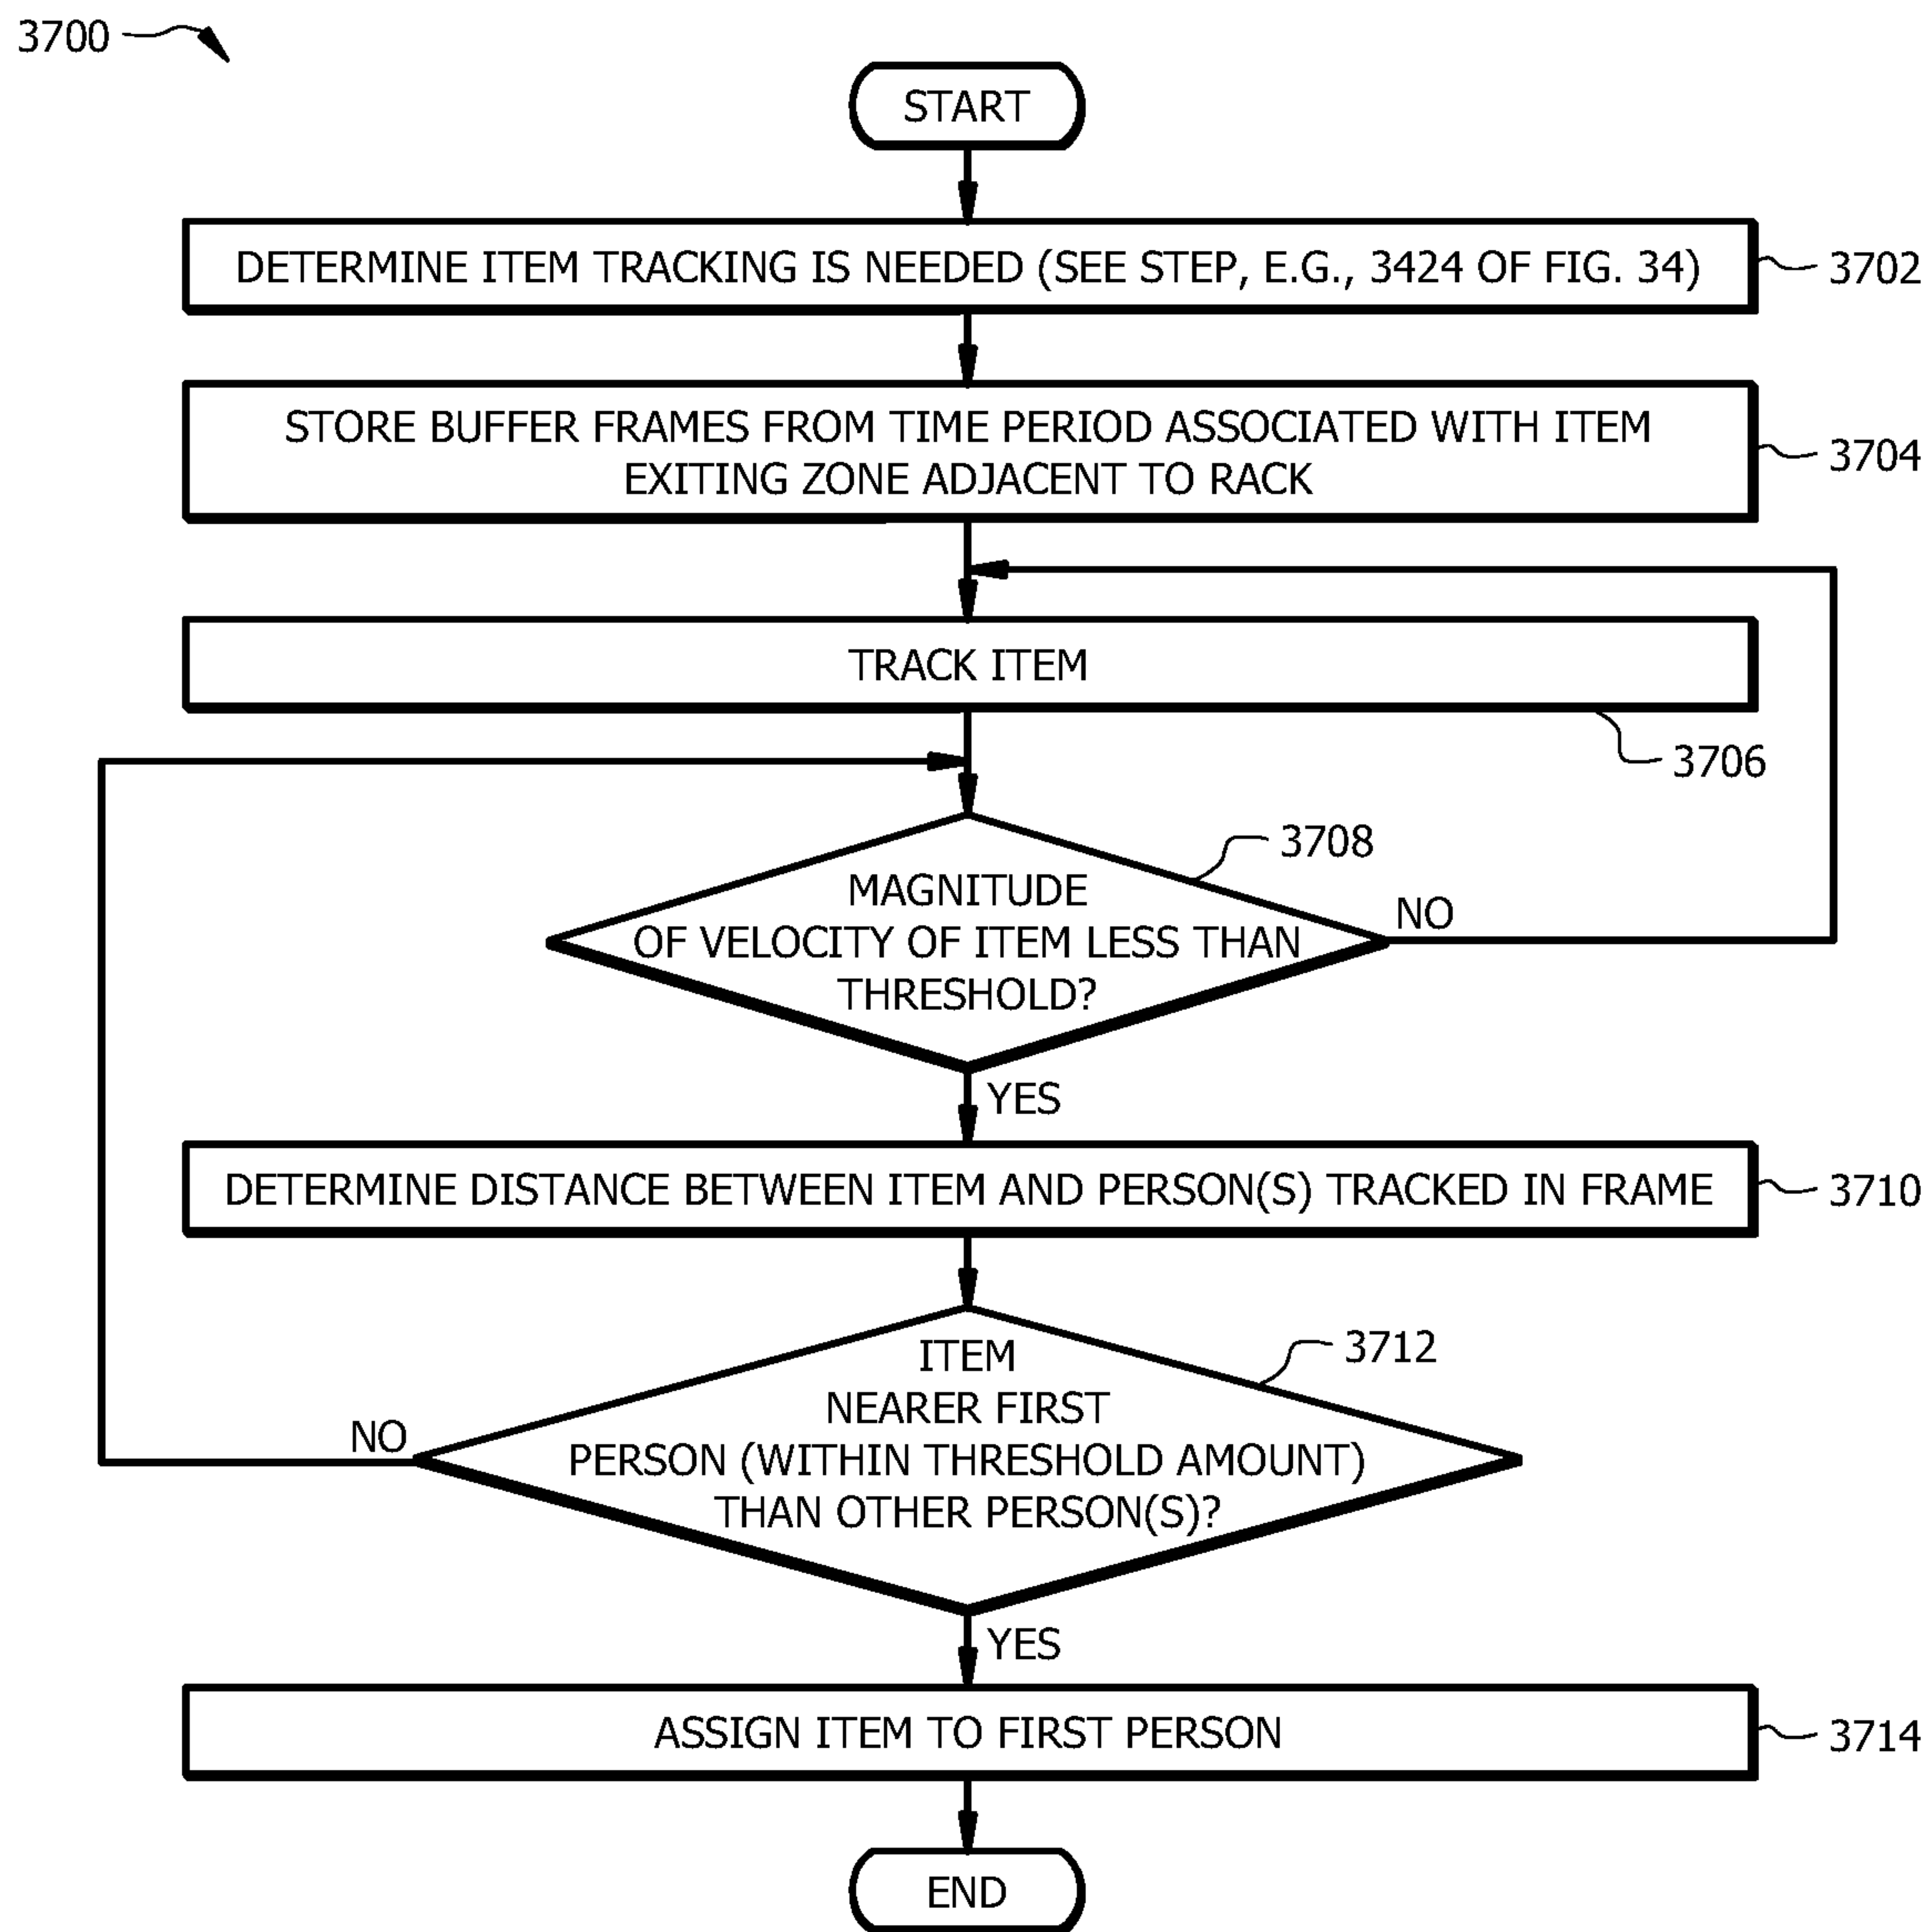 3700
START
DETERMINE ITEM TRACKING IS NEEDED (SEE STEP, E.G., 3424 OF FIG. 34)
3702
STORE BUFFER FRAMES FROM TIME PERIOD ASSOCIATED WITH ITEM
EXITING ZONE ADJACENT TO RACK
3704
TRACK ITEM
3706
3708
MAGNITUDE
OF VELOCITY OF ITEM LESS THAN
THRESHOLD?
NO
YES
DETERMINE DISTANCE BETWEEN ITEM AND PERSON(S) TRACKED IN FRAME
3710
3712
ITEM
NEARER FIRST
PERSON (WITHIN THRESHOLD AMOUNT)
THAN OTHER PERSON(S)?
NO
YES
ASSIGN ITEM TO FIRST PERSON
3714
END